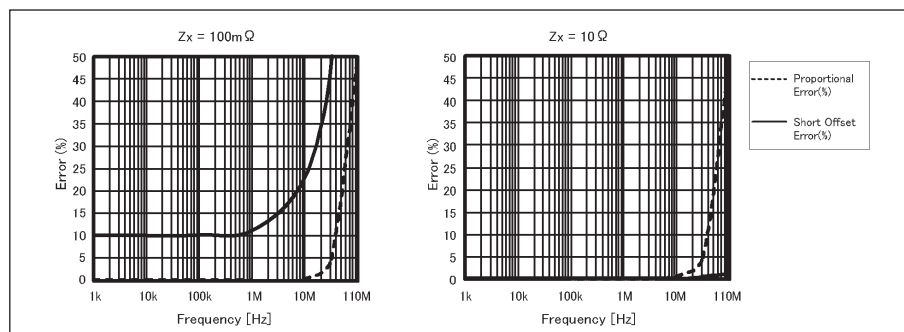 Zx = 100mΩ
50
45
40
35
30
25
20
15
10
5
0
Error (%)
1k
10k
100k
1M
10M
110M
Frequency [Hz]
Zx = 10 Ω
50
45
40
35
30
25
20
15
10
5
0
Error (%)
1k
10k
100k
1M
10M
110M
Frequency [Hz]
Proportional
Error(%)
Short Offset
Error(%)